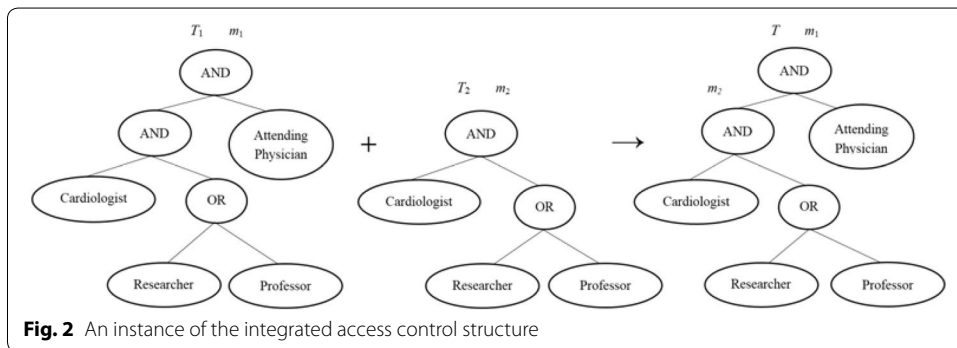 T1 m1
AND
AND
Attending
Physician
Cardiologist
OR
Researcher
Professor
+
T2 m2
AND
Cardiologist
OR
Researcher
Professor
→
T m1
AND
m2
AND
Attending
Physician
Cardiologist
OR
Researcher
Professor
Fig. 2 An instance of the integrated access control structure